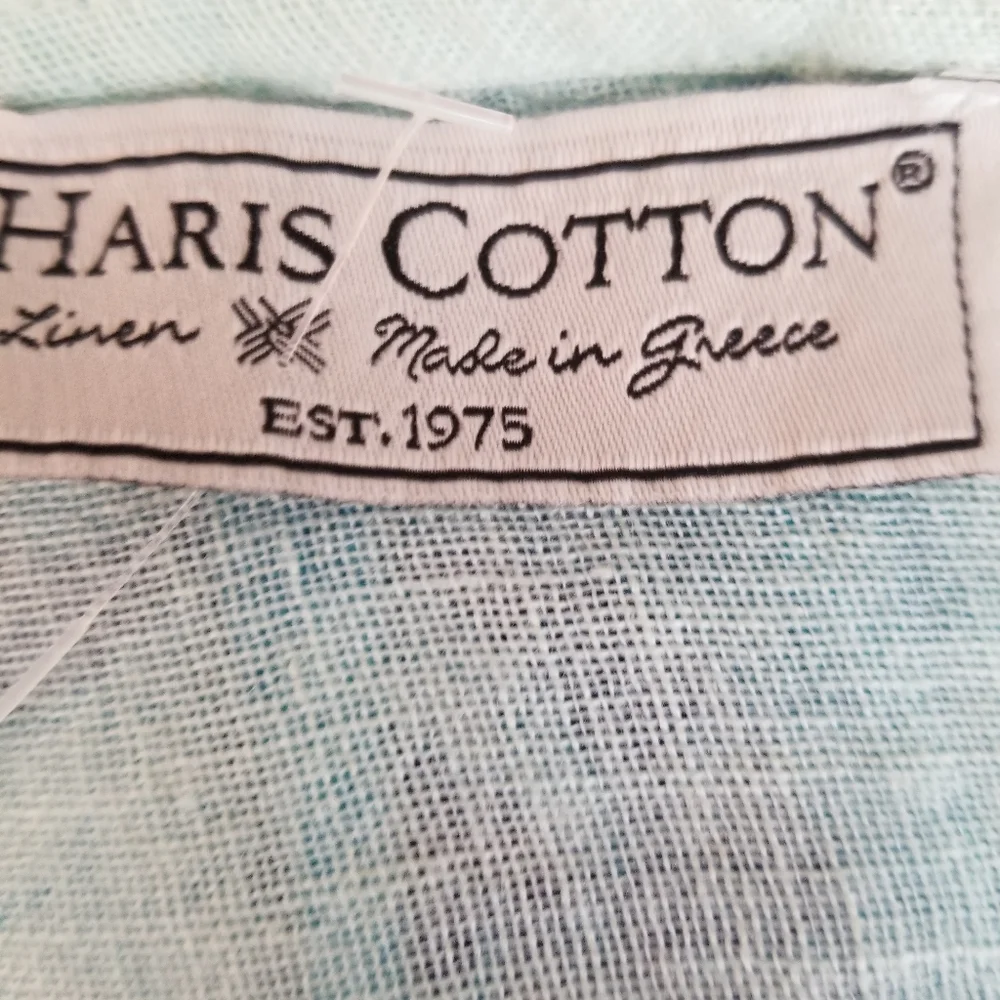 HARIS COTTON®
Linen Made in Greece
EST. 1975